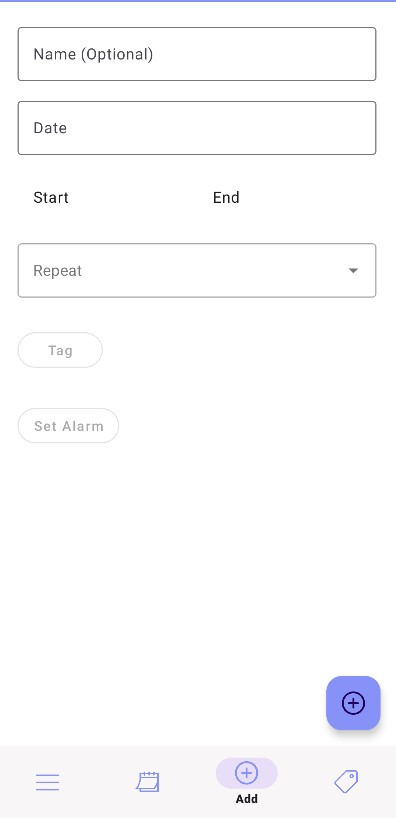 Name (Optional)
Date
Start
End
Repeat
Tag
Set Alarm
Add